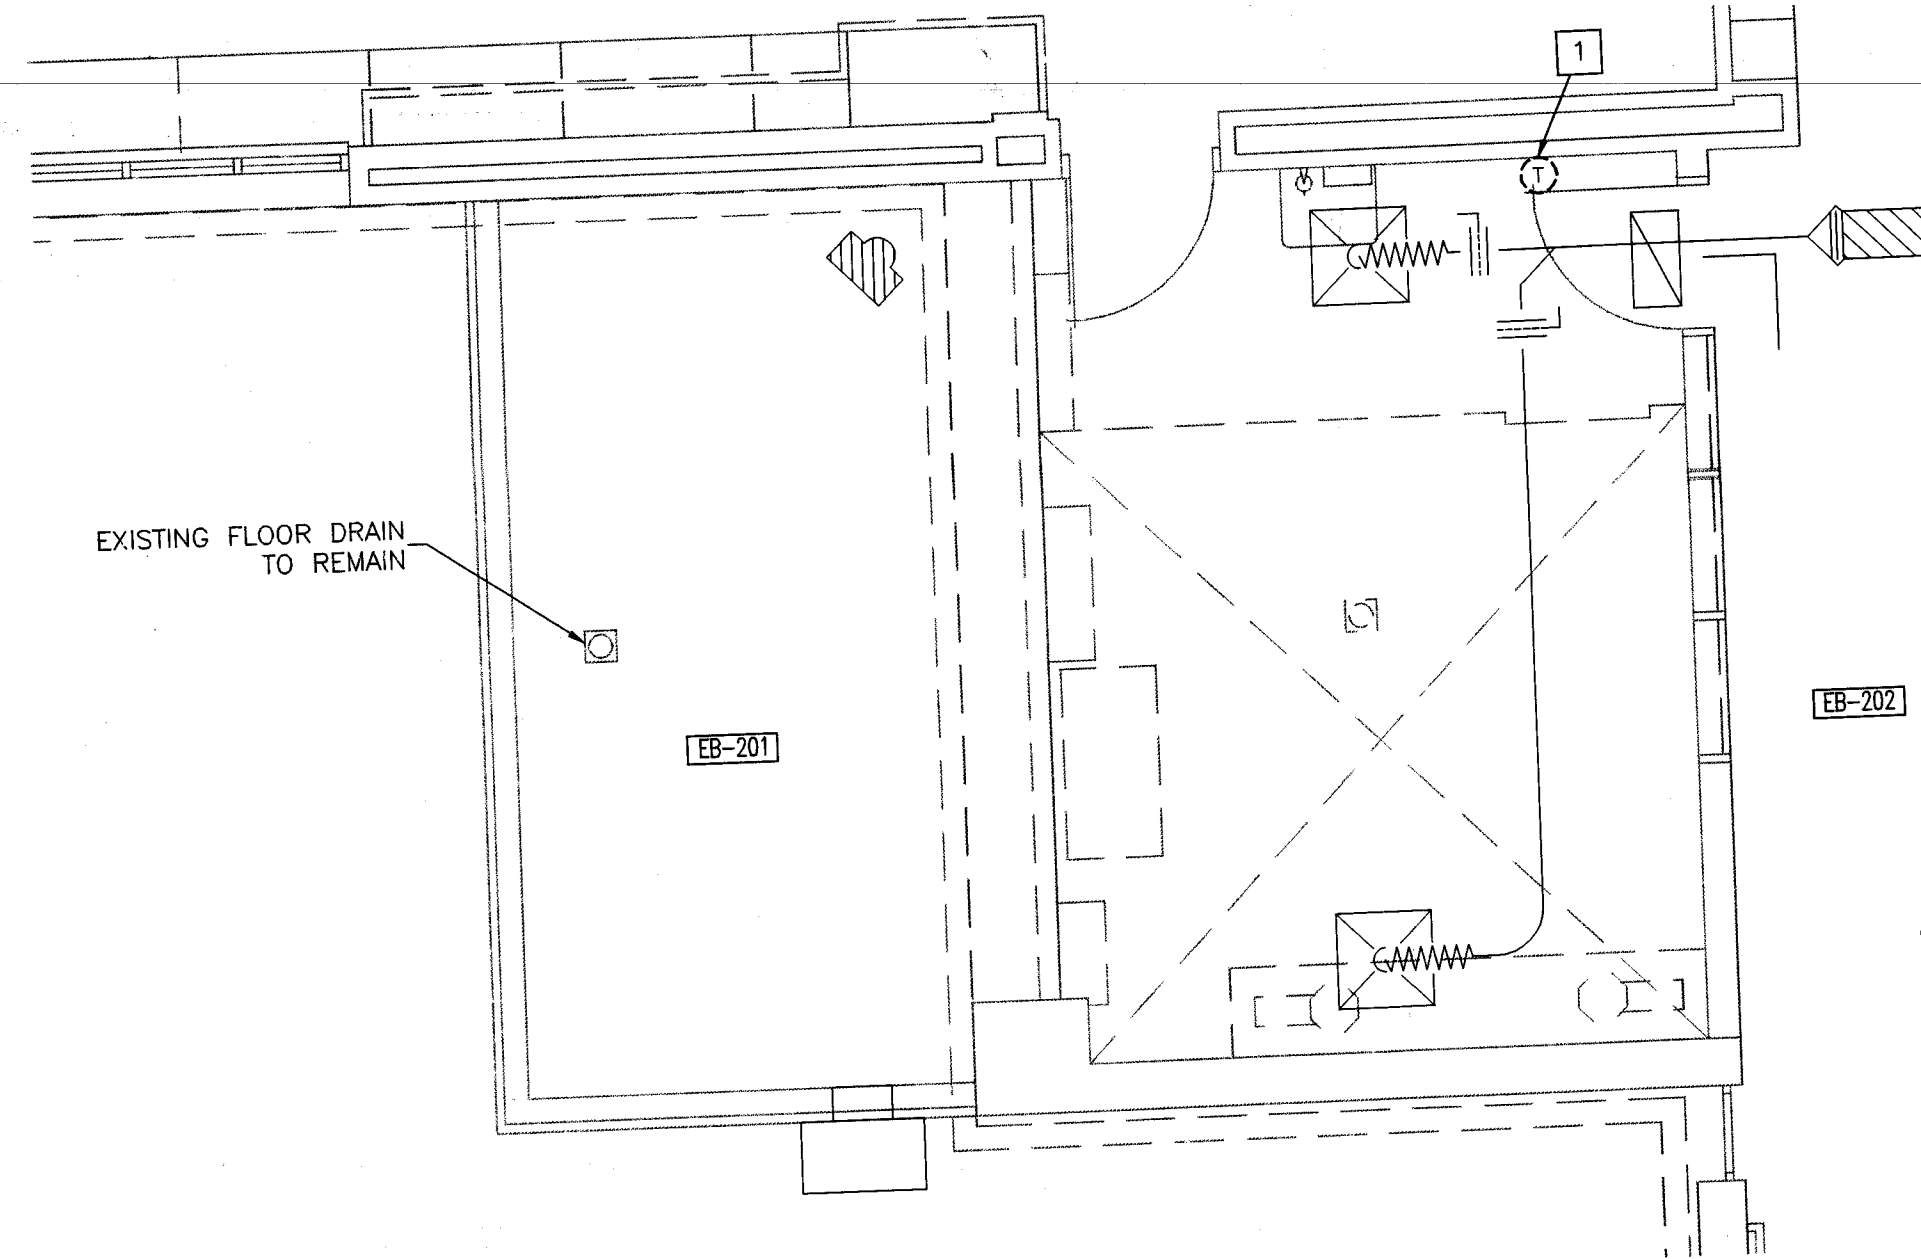 1
T
EXISTING FLOOR DRAIN
TO REMAIN
EB-202
EB-201